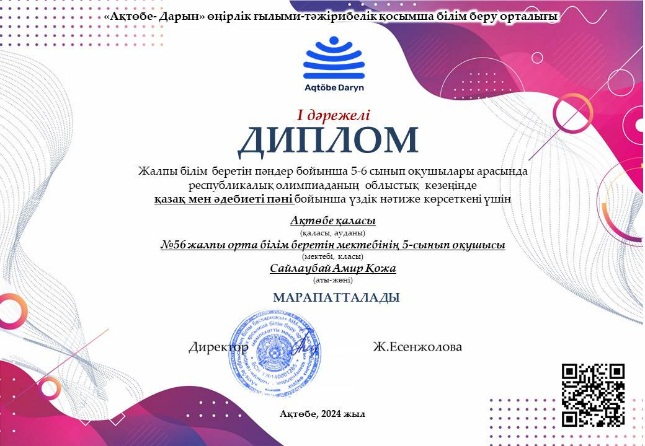 «Ақтөбе- Дарын» өңірлік ғылыми-тәжірибелік қосымша білім беру орталығы
Aqtöbe Daryn
I дәрежелі
ДИПЛОМ
Жалпы білім беретін пәндер бойынша 5-6 сынып оқушылары арасында
республикалық олимпиаданың облыстық кезеңінде
қазақ мен әдебиеті пәні бойынша үздік нәтиже көрсеткені үшін
Ақтөбе қаласы
(қаласы, ауданы)
№56 жалпы орта білім беретін мектебінің 5-сынып оқушысы
(мектебі, класы)
Сайлаубай Амир Қожа
(аты-жөні)
МАРАПАТТАЛАДЫ
Директор Ж.Есенжолова
Ақтөбе, 2024 жыл